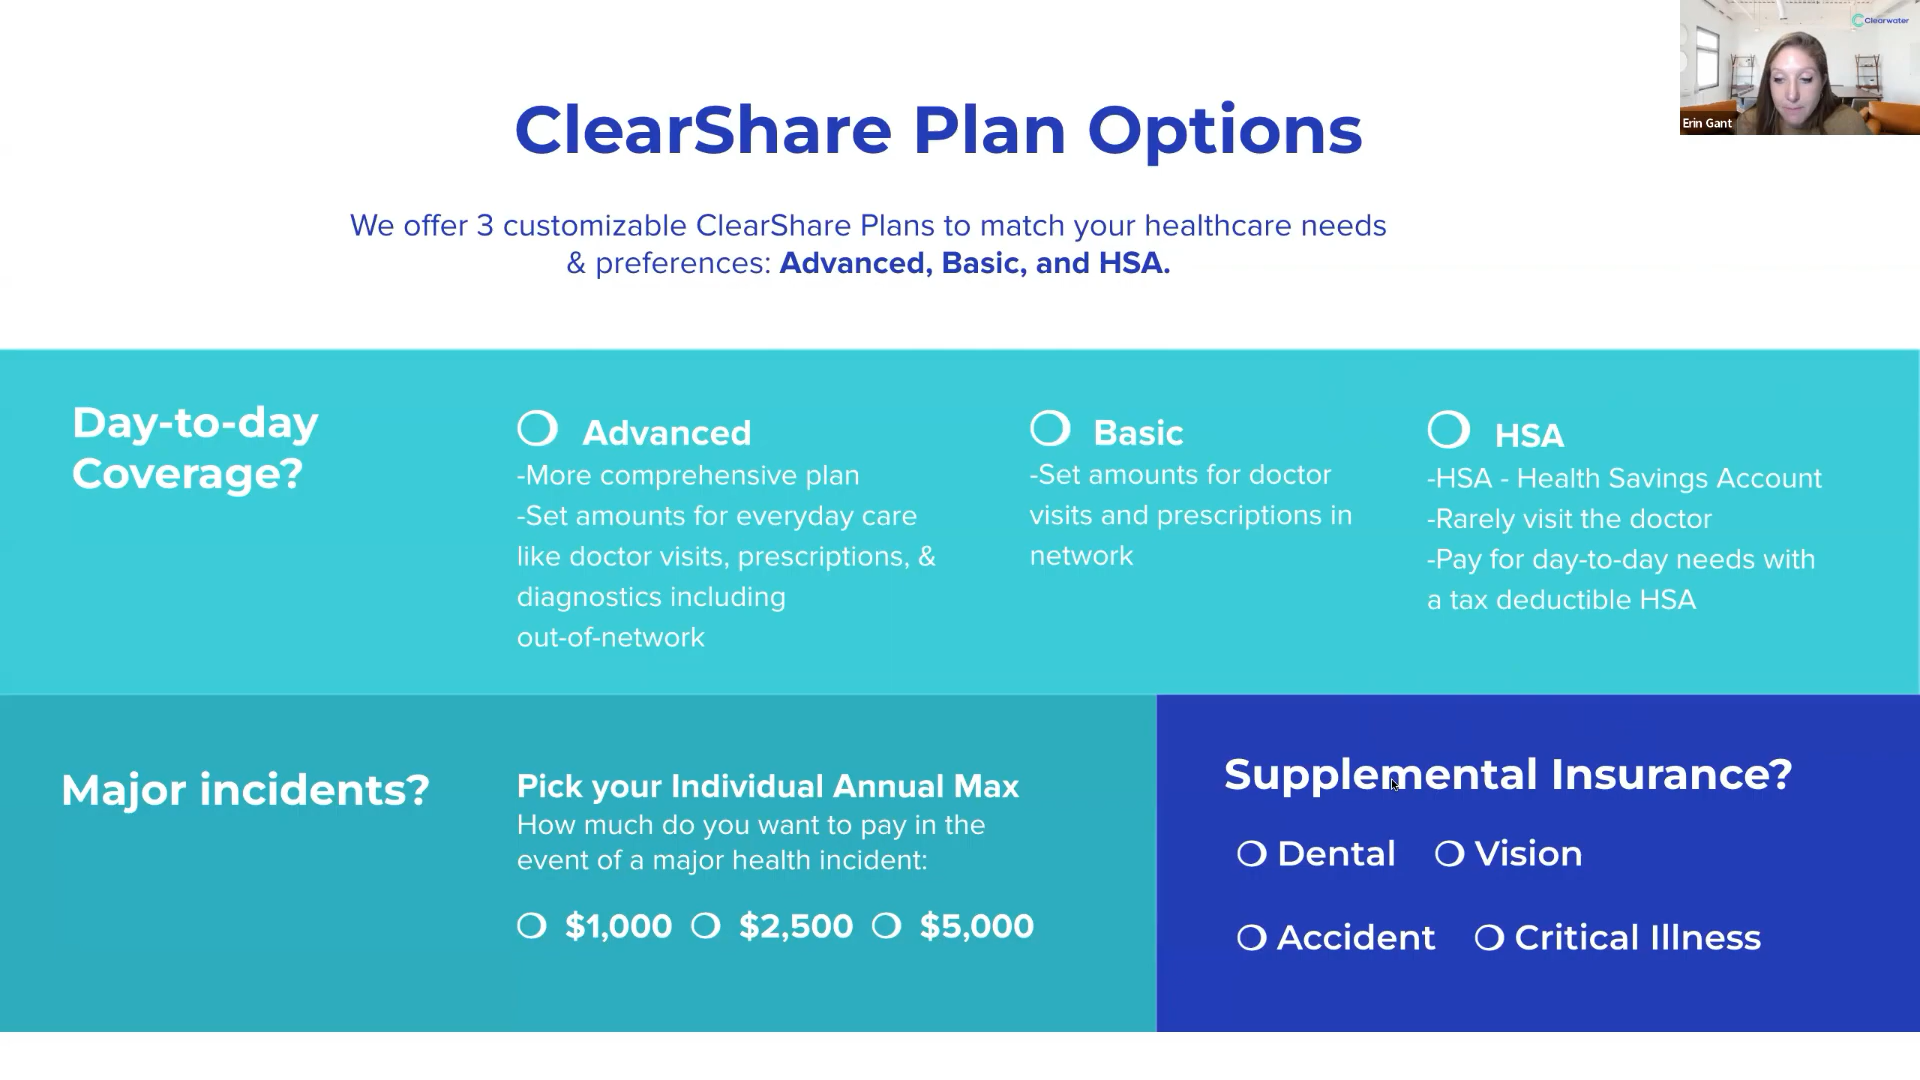 Clearwater
Erin Gant
ClearShare Plan Options
We offer 3 customizable ClearShare Plans to match your healthcare needs
& preferences: Advanced, Basic, and HSA.
Day-to-day
Coverage?
Advanced
-More comprehensive plan
-Set amounts for everyday care
like doctor visits, prescriptions, &
diagnostics including
out-of-network
Basic
-Set amounts for doctor
visits and prescriptions in
network
HSA
-HSA - Health Savings Account
-Rarely visit the doctor
-Pay for day-to-day needs with
a tax deductible HSA
Major incidents?
Pick your Individual Annual Max
How much do you want to pay in the
event of a major health incident:
$1,000 $2,500 $5,000
Supplemental Insurance?
Dental Vision
Accident Critical Illness